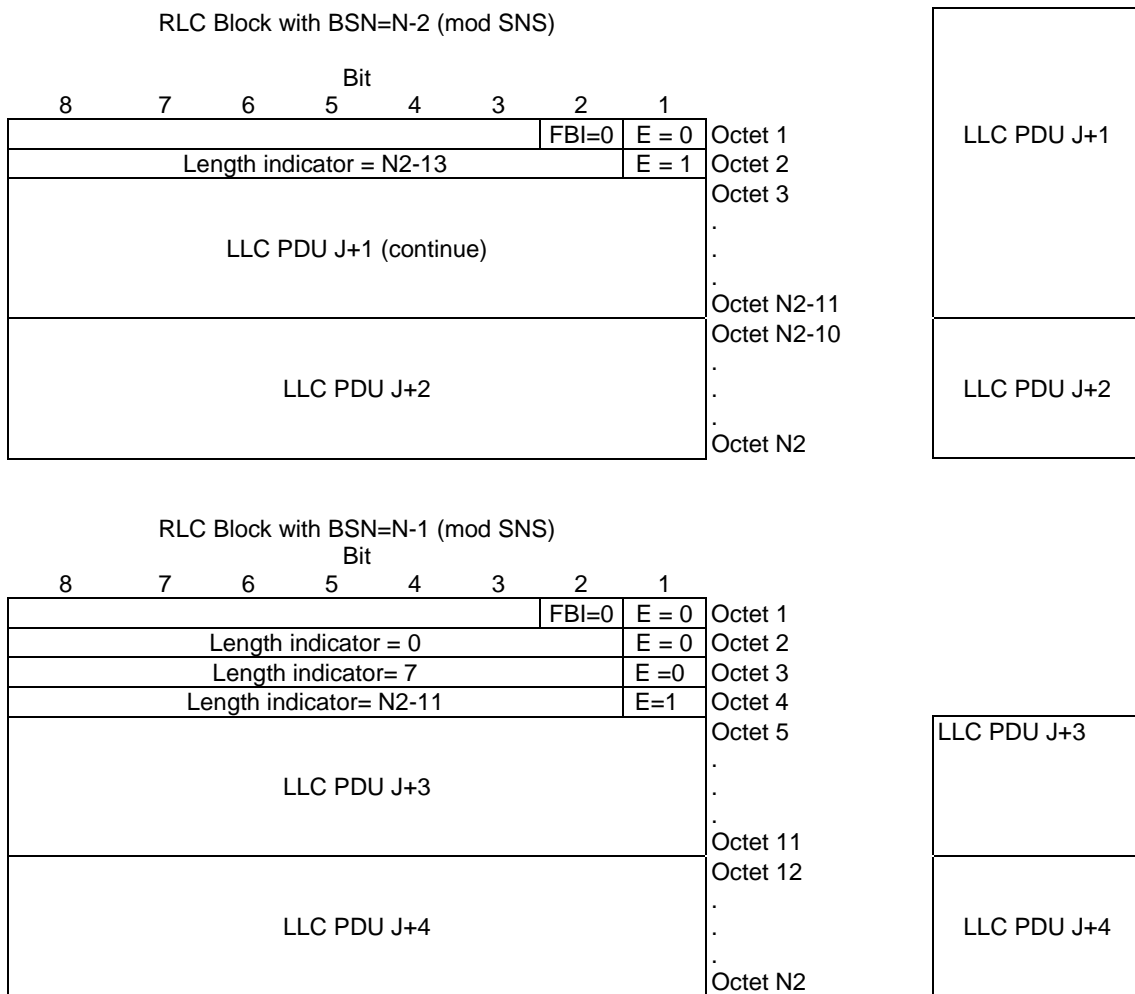 RLC Block with BSN=N-2 (mod SNS)
Bit
8 7 6 5 4 3 2 1
FBI=0 E = 0 Octet 1 LLC PDU J+1
Length indicator = N2-13 E = 1 Octet 2
Octet 3
.
LLC PDU J+1 (continue) .
.
Octet N2-11
Octet N2-10
.
LLC PDU J+2 . LLC PDU J+2
.
Octet N2
RLC Block with BSN=N-1 (mod SNS)
Bit
8 7 6 5 4 3 2 1
FBI=0 E = 0 Octet 1
Length indicator = 0 E = 0 Octet 2
Length indicator= 7 E =0 Octet 3
Length indicator= N2-11 E=1 Octet 4
Octet 5 LLC PDU J+3
.
LLC PDU J+3 .
.
Octet 11
Octet 12
.
LLC PDU J+4 . LLC PDU J+4
.
Octet N2